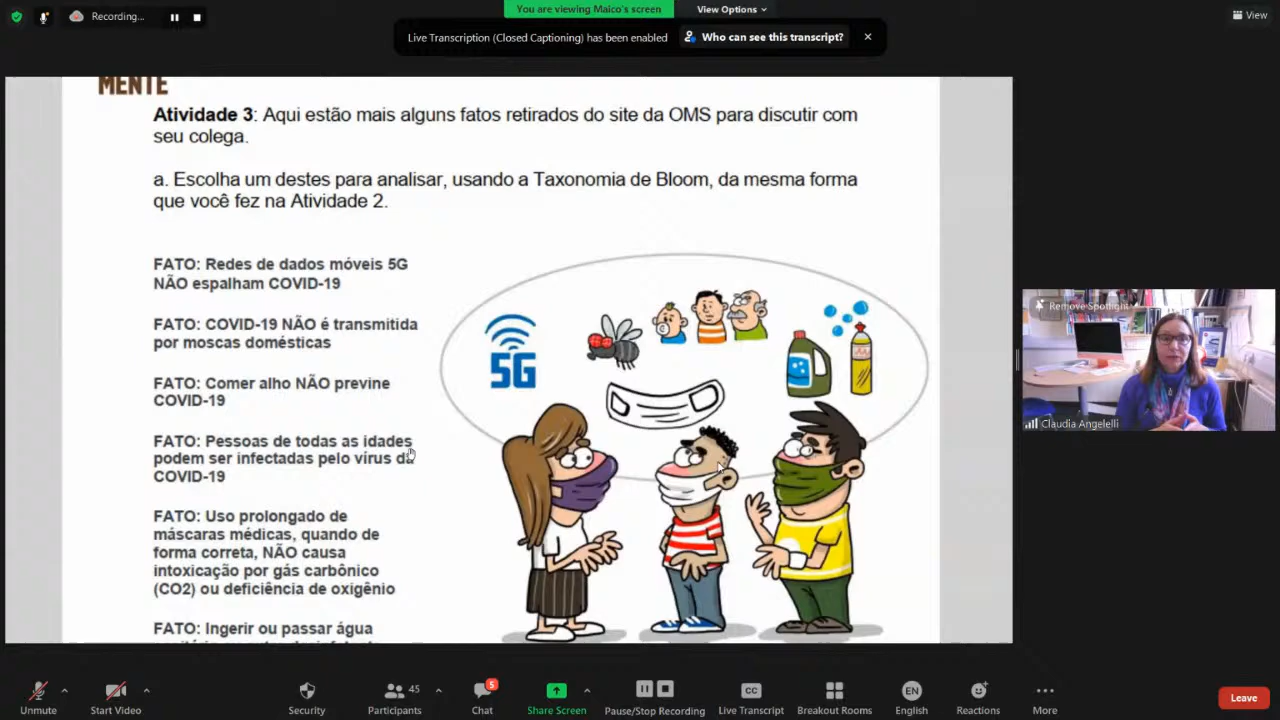 Recording...
You are viewing Maico's screen
View Options
View
Live Transcription (Closed Captioning) has been enabled
Who can see this transcript?
MENTE
Atividade 3: Aqui estão mais alguns fatos retirados do site da OMS para discutir com
seu colega.
a. Escolha um destes para analisar, usando a Taxonomia de Bloom, da mesma forma
que você fez na Atividade 2.
FATO: Redes de dados móveis 5G
NÃO espalham COVID-19
FATO: COVID-19 NÃO é transmitida
por moscas domésticas
FATO: Comer alho NÃO previne
COVID-19
FATO: Pessoas de todas as idades
podem ser infectadas pelo vírus da
COVID-19
FATO: Uso prolongado de
máscaras médicas, quando de
forma correta, NÃO causa
intoxicação por gás carbônico
(CO2) ou deficiência de oxigênio
FATO: Ingerir ou passar água
5G
Remove Spotlight
Claudia Angelelli
Unmute
Start Video
Security
45
Participants
5
Chat
Share Screen
Pause/Stop Recording
CC
Live Transcript
Breakout Rooms
EN
English
Reactions
More
Leave